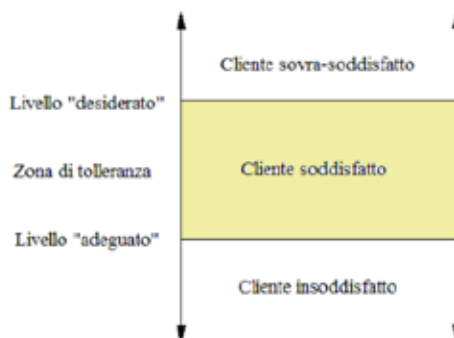 Cliente sovra-soddisfatto
Livello "desiderato"
Zona di tolleranza
Cliente soddisfatto
Livello "adeguato"
Cliente insoddisfatto